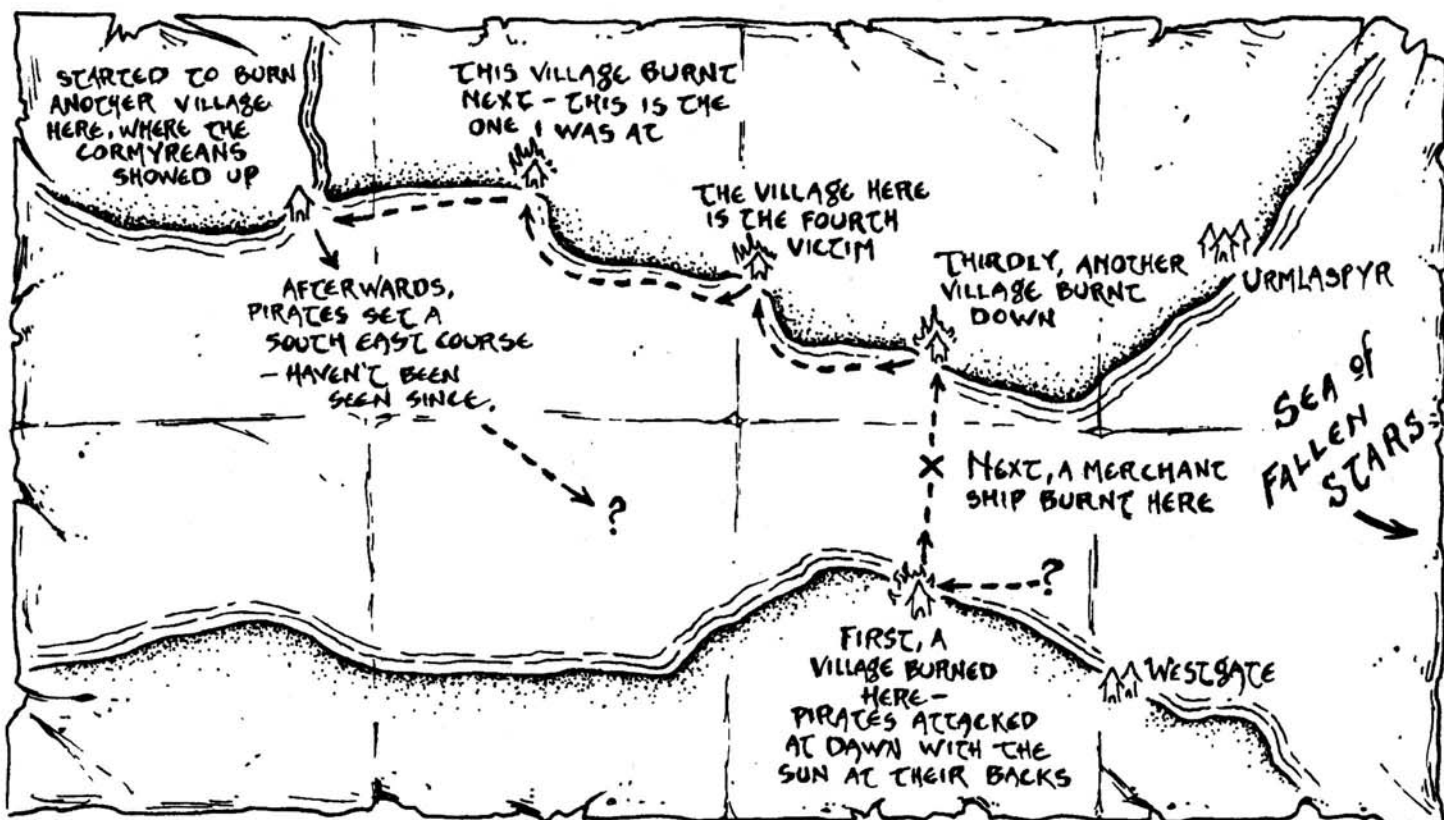 STARTED TO BURN
ANOTHER VILLAGE
HERE, WHERE THE
CORMYREANS
SHOWED UP
THIS VILLAGE BURNT
NEXT - THIS IS THE
ONE I WAS AT
THE VILLAGE HERE
IS THE FOURTH
VICTIM
THIRDLY, ANOTHER
VILLAGE BURNT
DOWN
URMLASPYR
AFTERWARDS,
PIRATES SET A
SOUTH EAST COURSE
- HAVEN'T BEEN
SEEN SINCE.
?
SEA of
FALLEN
STARS
X NEXT, A MERCHANT
SHIP BURNT HERE
?
FIRST, A
VILLAGE BURNED
HERE -
PIRATES ATTACKED
AT DAWN WITH THE
SUN AT THEIR BACKS
WESTGATE